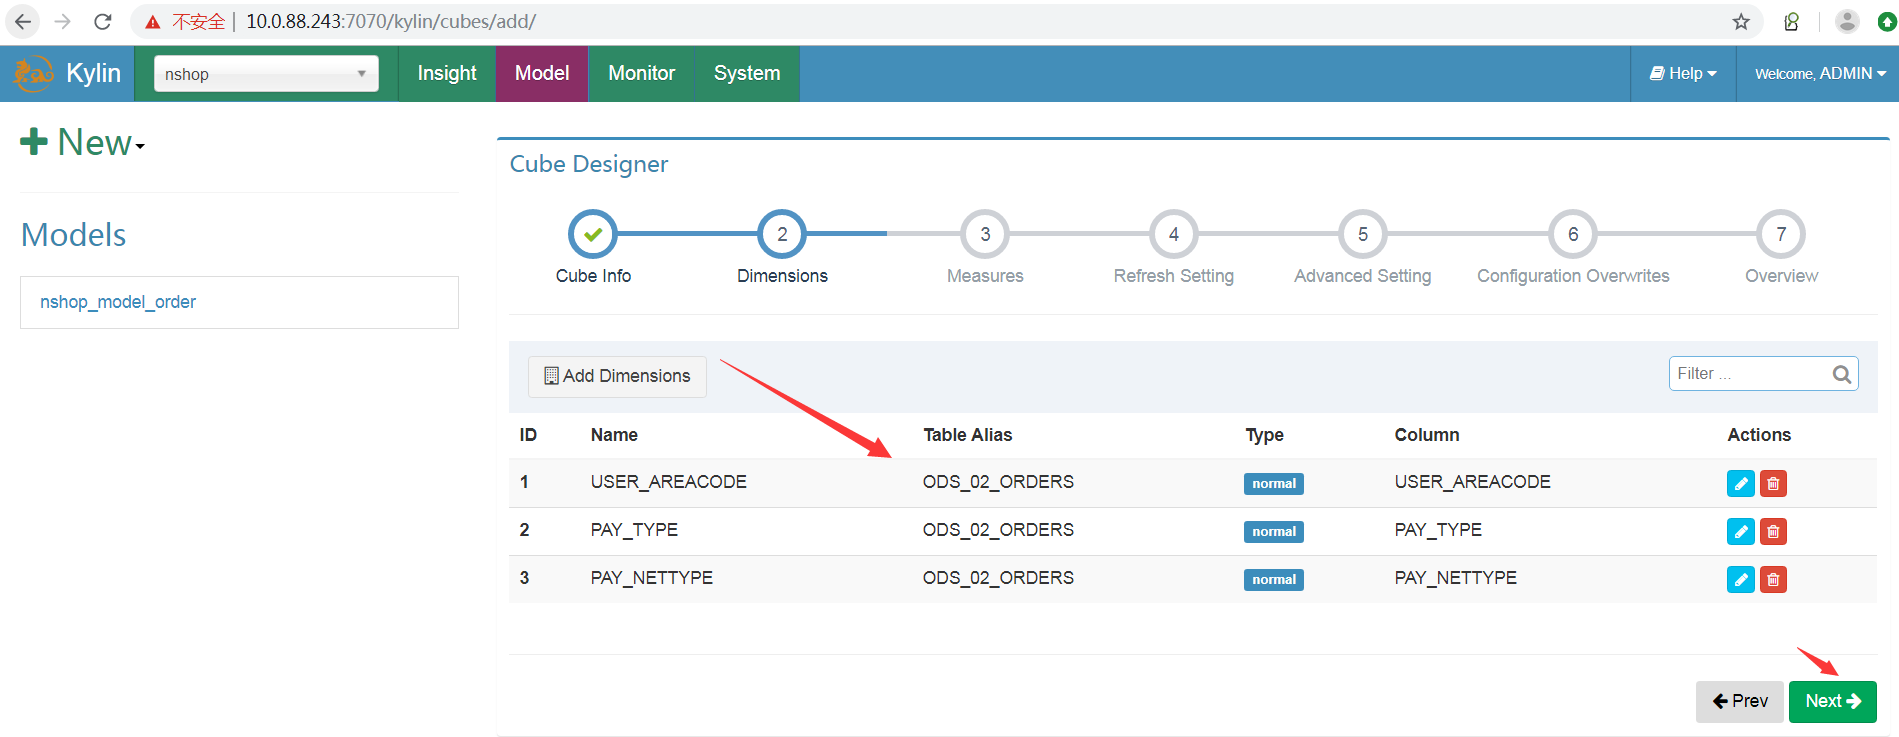 不安全 | 10.0.88.243:7070/kylin/cubes/add/
Kylin nshop Insight Model Monitor System Help Welcome, ADMIN
New
Cube Designer
Models
2 3 4 5 6 7
Cube Info Dimensions Measures Refresh Setting Advanced Setting Configuration Overwrites Overview
nshop_model_order
Add Dimensions Filter ...
ID Name Table Alias Type Column Actions
1 USER_AREACODE ODS_02_ORDERS normal USER_AREACODE
2 PAY_TYPE ODS_02_ORDERS normal PAY_TYPE
3 PAY_NETTYPE ODS_02_ORDERS normal PAY_NETTYPE
Prev Next